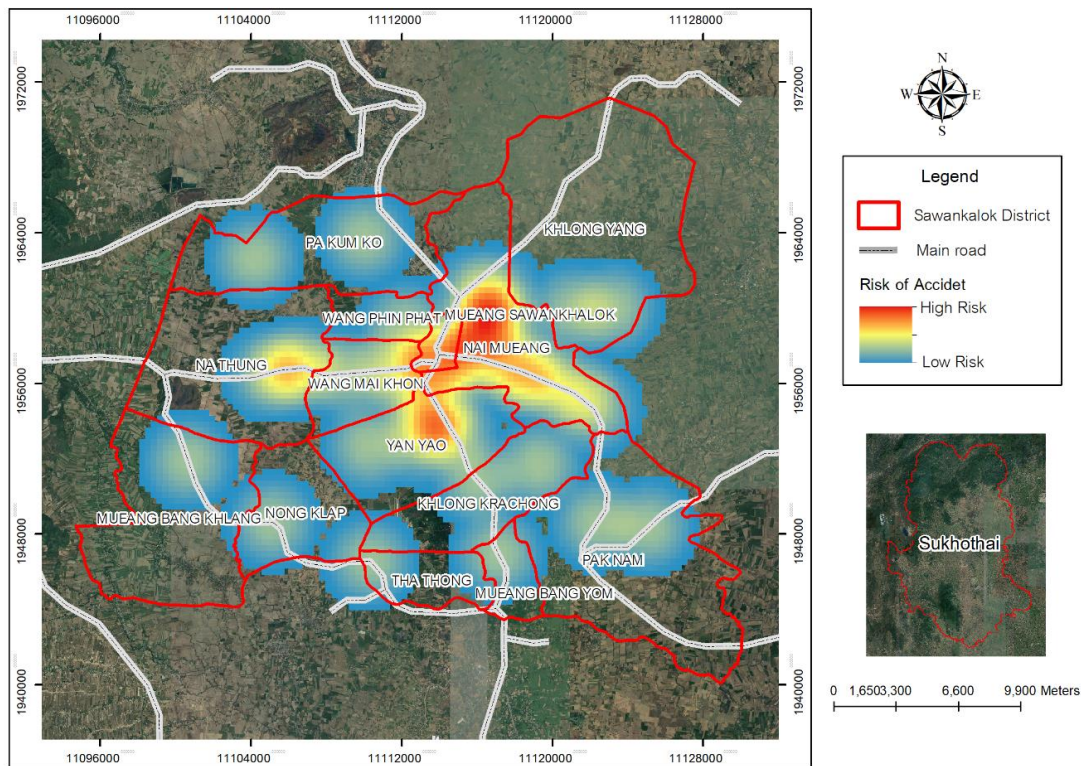 11096000 11104000 11112000 11120000 11128000
1972000 1972000
1964000 1964000
1956000 1956000
1948000 1948000
1940000 1940000
KHLONG YANG
PA KUM KO
WANG PHIN PHAT MUEANG SAWANKHALOK
NAI MUEANG
NA THUNG
WANG MAI KHON
YAN YAO
KHLONG KRACHONG
MUEANG BANG KHLANG NONG KLAP
PAK NAM
THA THONG
MUEANG BANG YOM
11096000 11104000 11112000 11120000 11128000
N
W E
S
Legend
Sawankalok District
Main road
Risk of Accidet
High Risk
Low Risk
Sukhothai
0 1,6503,300 6,600 9,900 Meters